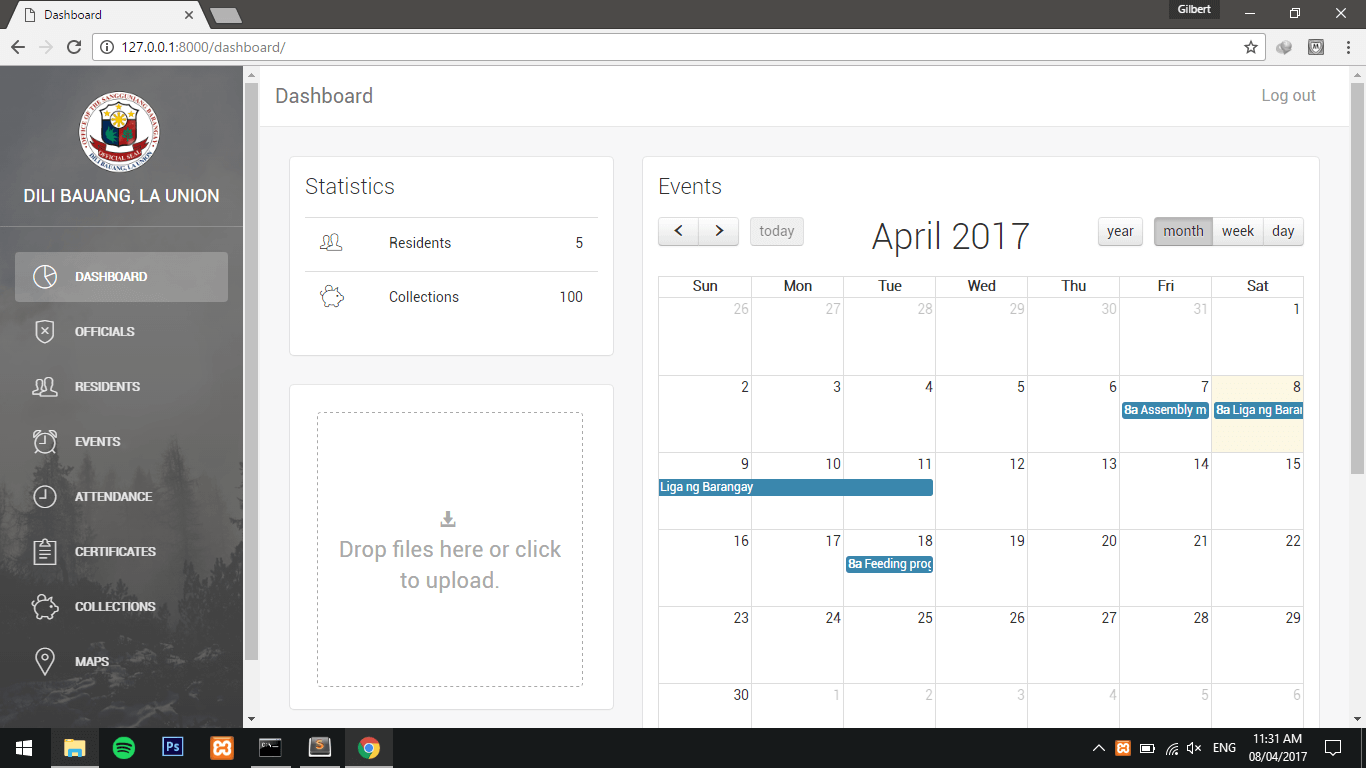 Dashboard
Gilbert
127.0.0.1:8000/dashboard/
OFFICE OF THE SANGGUNIANG BARANGAY
OFFICIAL SEAL
DILI BAUANG, LA UNION
DILI BAUANG, LA UNION
DASHBOARD
OFFICIALS
RESIDENTS
EVENTS
ATTENDANCE
CERTIFICATES
COLLECTIONS
MAPS
Dashboard
Log out
Statistics
Residents 5
Collections 100
Drop files here or click
to upload.
Events
today
April 2017
year month week day
Sun Mon Tue Wed Thu Fri Sat
26 27 28 29 30 31 1
2 3 4 5 6 7 8
8a Assembly m 8a Liga ng Baran
9 10 11 12 13 14 15
Liga ng Barangay
16 17 18 19 20 21 22
8a Feeding prog
23 24 25 26 27 28 29
30 1 2 3 4 5 6
Ps
S
ENG
11:31 AM
08/04/2017